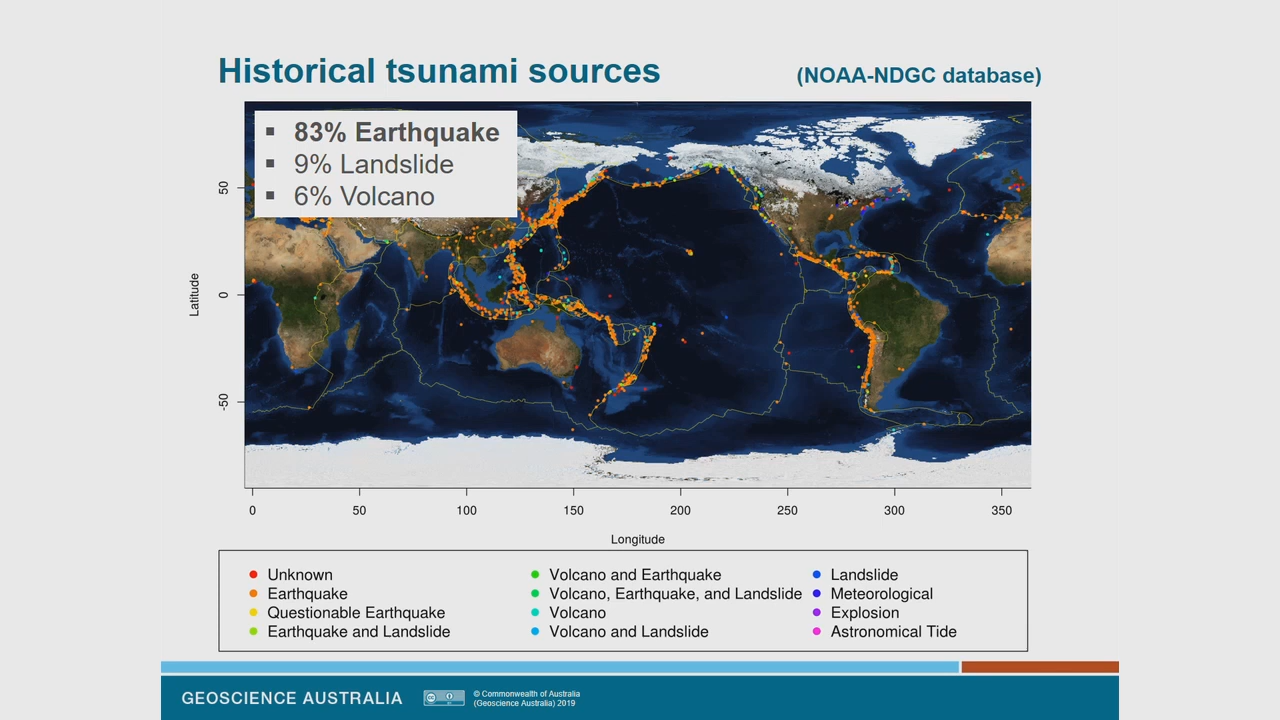 Historical tsunami sources
(NOAA-NDGC database)
▪ 83% Earthquake
▪ 9% Landslide
▪ 6% Volcano
50
0
-50
Latitude
0 50 100 150 200 250 300 350
Longitude
Unknown
Earthquake
Questionable Earthquake
Earthquake and Landslide
Volcano and Earthquake
Volcano, Earthquake, and Landslide
Volcano
Volcano and Landslide
Landslide
Meteorological
Explosion
Astronomical Tide
GEOSCIENCE AUSTRALIA
© Commonwealth of Australia
(Geoscience Australia) 2019